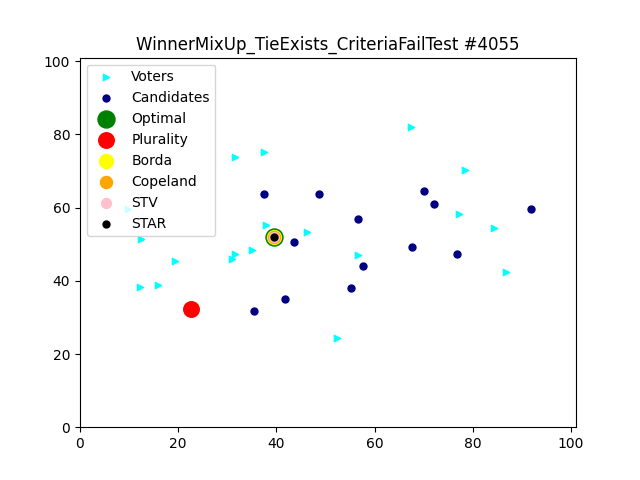 WinnerMixUp_TieExists_CriteriaFailTest #4055
100
80
60
40
20
0
Voters
Candidates
Optimal
Plurality
Borda
Copeland
STV
STAR
0 20 40 60 80 100